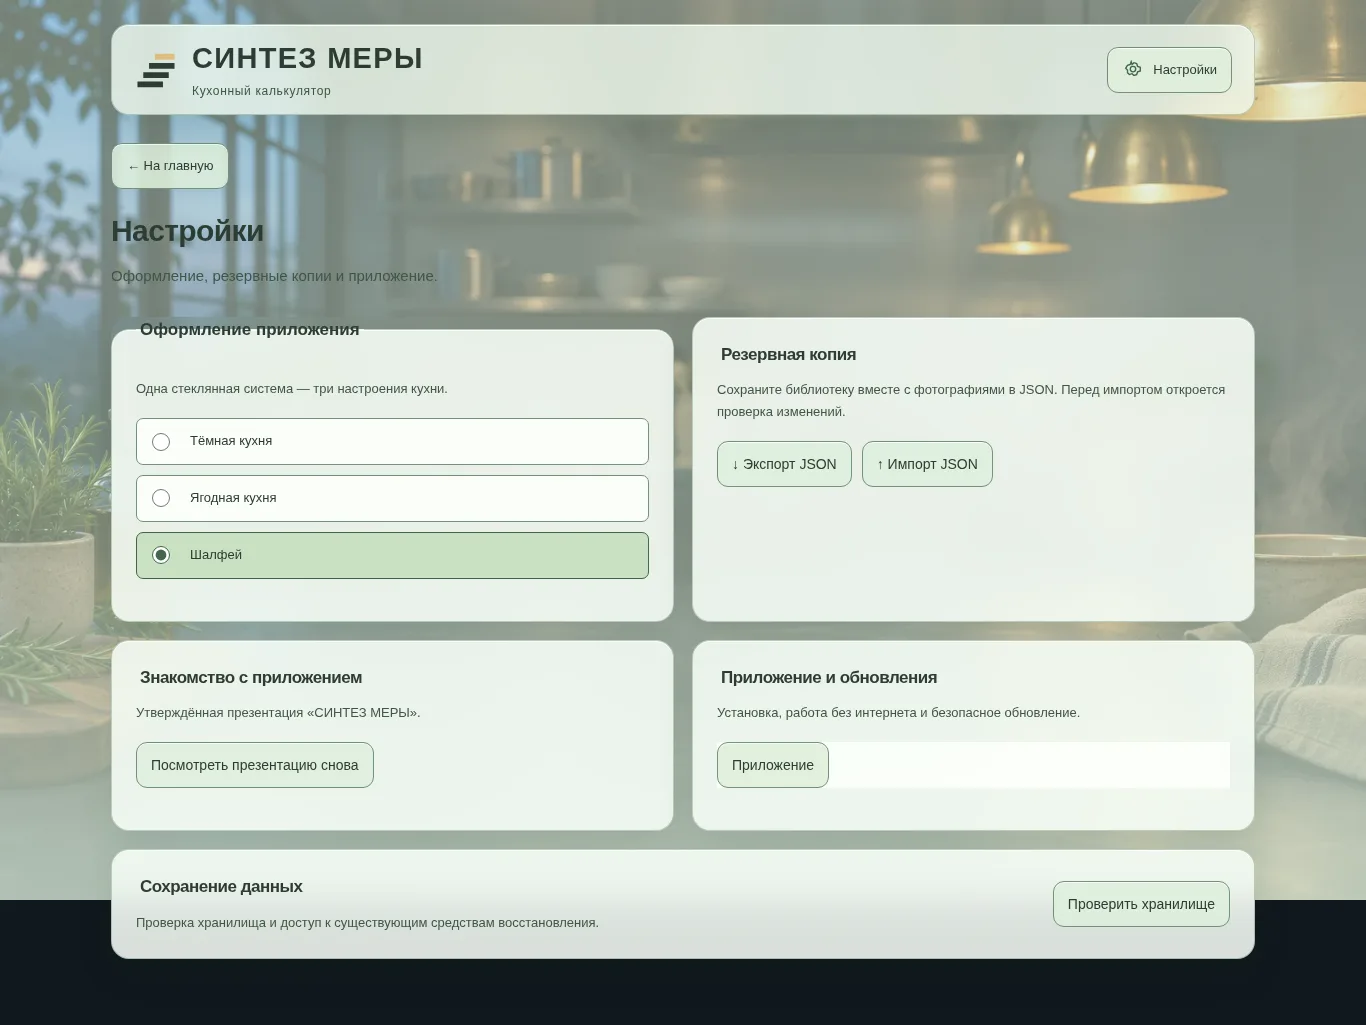 СИНТЕЗ МЕРЫ
Кухонный калькулятор
Настройки
← На главную
Настройки
Оформление, резервные копии и приложение.
Оформление приложения
Одна стеклянная система — три настроения кухни.
Тёмная кухня
Ягодная кухня
Шалфей
Резервная копия
Сохраните библиотеку вместе с фотографиями в JSON. Перед импортом откроется
проверка изменений.
↓ Экспорт JSON
↑ Импорт JSON
Знакомство с приложением
Утверждённая презентация «СИНТЕЗ МЕРЫ».
Посмотреть презентацию снова
Приложение и обновления
Установка, работа без интернета и безопасное обновление.
Приложение
Сохранение данных
Проверка хранилища и доступ к существующим средствам восстановления.
Проверить хранилище